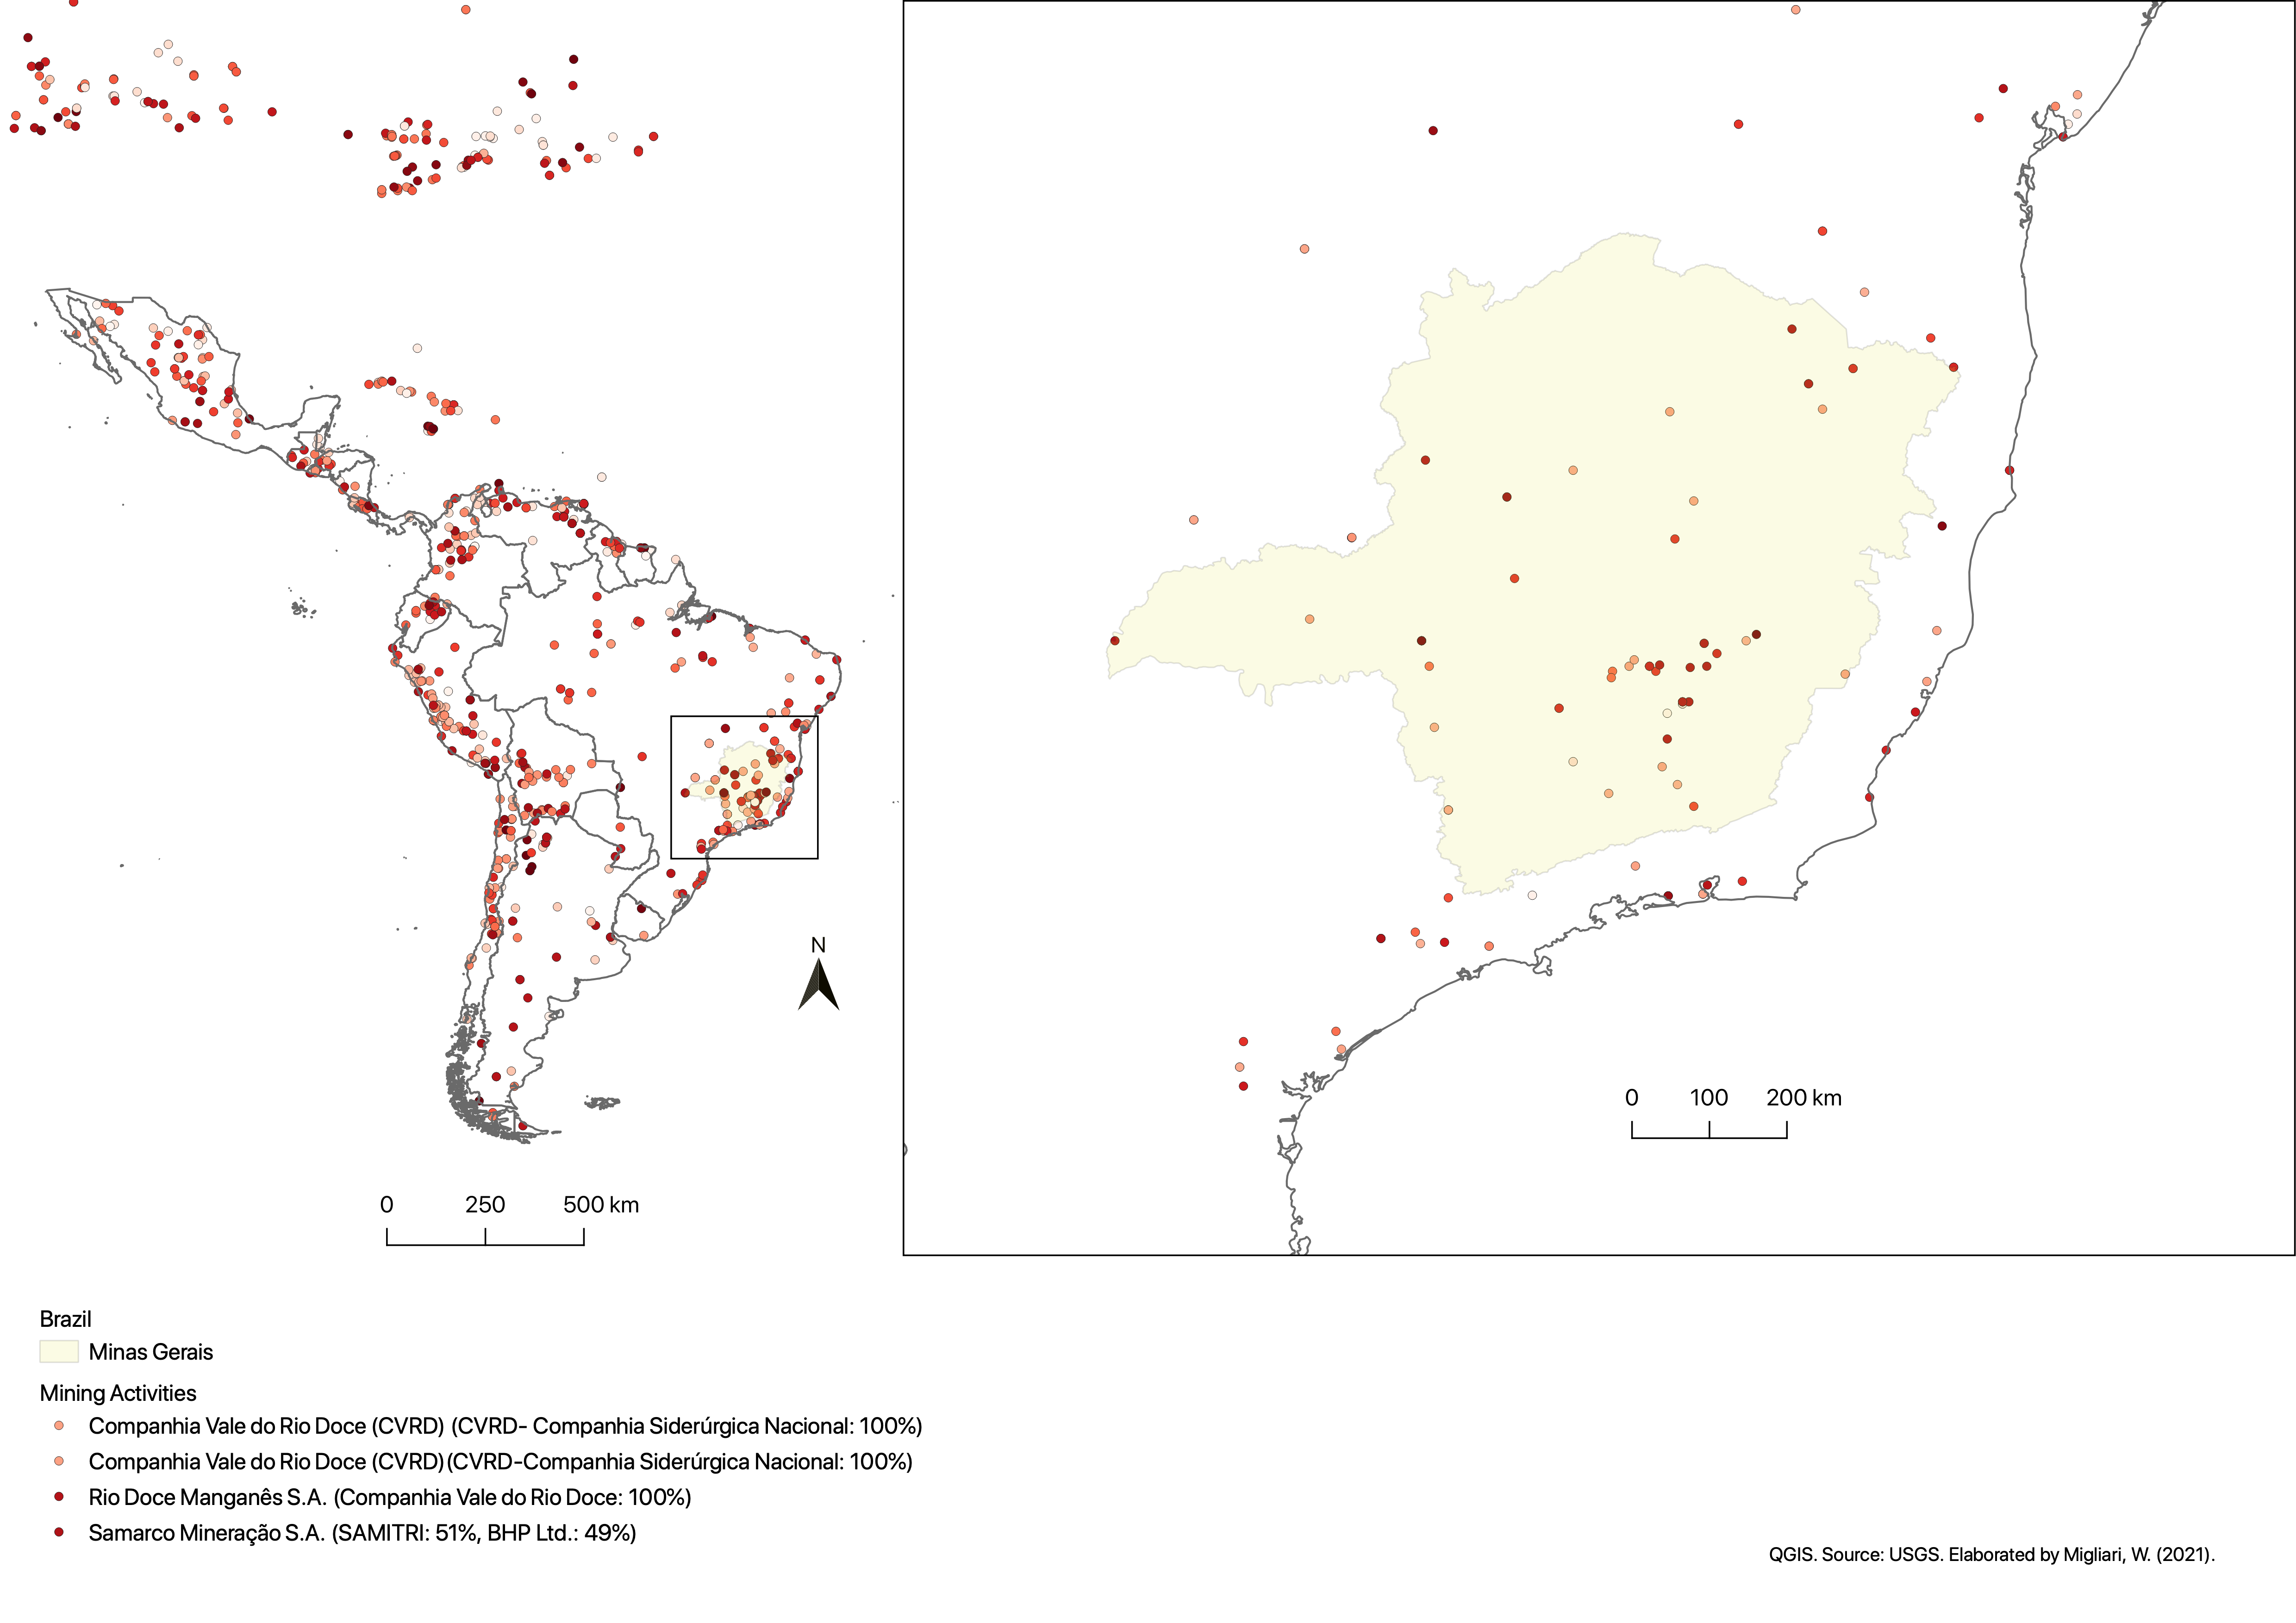 N
0 100 200 km
0 250 500 km
Brazil
Minas Gerais
Mining Activities
Companhia Vale do Rio Doce (CVRD) (CVRD- Companhia Siderúrgica Nacional: 100%)
Companhia Vale do Rio Doce (CVRD)(CVRD-Companhia Siderúrgica Nacional: 100%)
Rio Doce Manganês S.A. (Companhia Vale do Rio Doce: 100%)
Samarco Mineração S.A. (SAMITRI: 51%, BHP Ltd.: 49%)
QGIS. Source: USGS. Elaborated by Migliari, W. (2021).